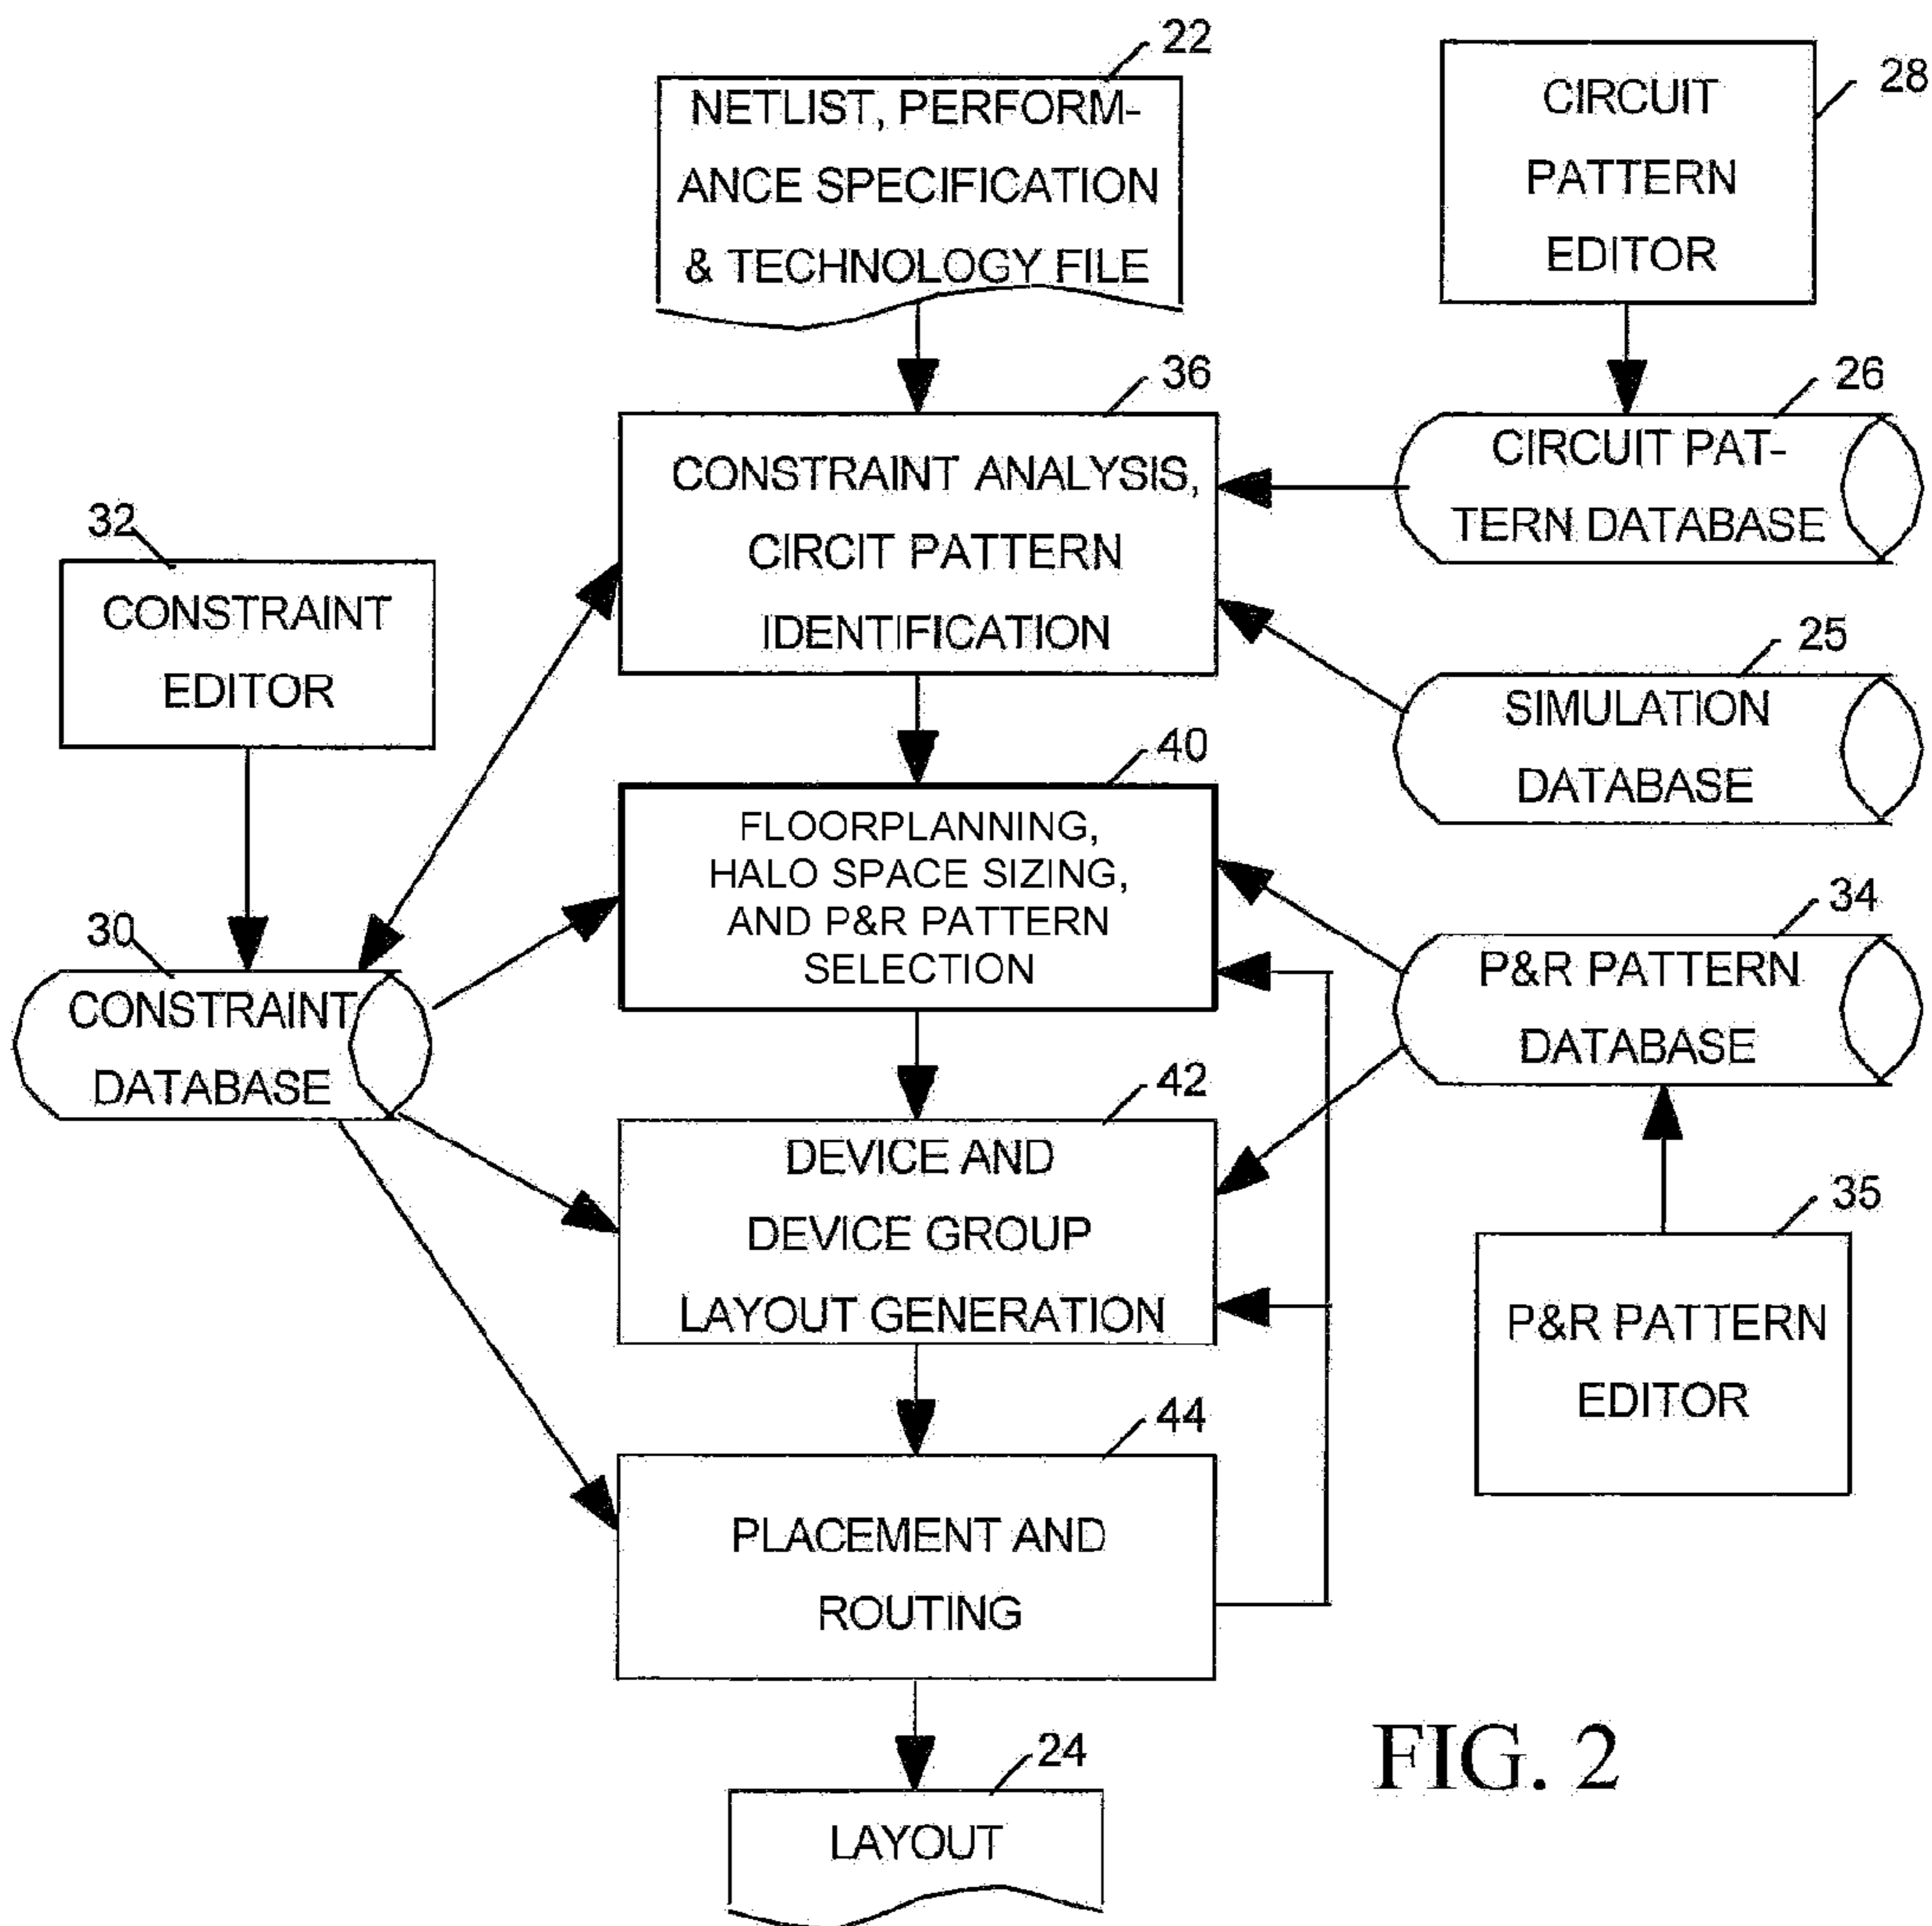 22
NETLIST, PERFORM-
ANCE SPECIFICATION
& TECHNOLOGY FILE
28
CIRCUIT
PATTERN
EDITOR
36
CONSTRAINT ANALYSIS,
CIRCIT PATTERN
IDENTIFICATION
26
CIRCUIT PAT-
TERN DATABASE
32
CONSTRAINT
EDITOR
25
SIMULATION
DATABASE
40
FLOORPLANNING,
HALO SPACE SIZING,
AND P&R PATTERN
SELECTION
30
CONSTRAINT
DATABASE
34
P&R PATTERN
DATABASE
42
DEVICE AND
DEVICE GROUP
LAYOUT GENERATION
35
P&R PATTERN
EDITOR
44
PLACEMENT AND
ROUTING
24
LAYOUT
FIG. 2